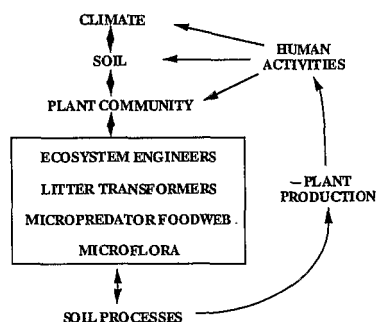 CLIMATE
SOIL
PLANT COMMUNITY
HUMAN
ACTIVITIES
ECOSYSTEM ENGINEERS
LITTER TRANSFORMERS
MICROPREDATOR FOODWEB.
MICROFLORA
–PLANT
PRODUCTION
SOIL PROCESSES